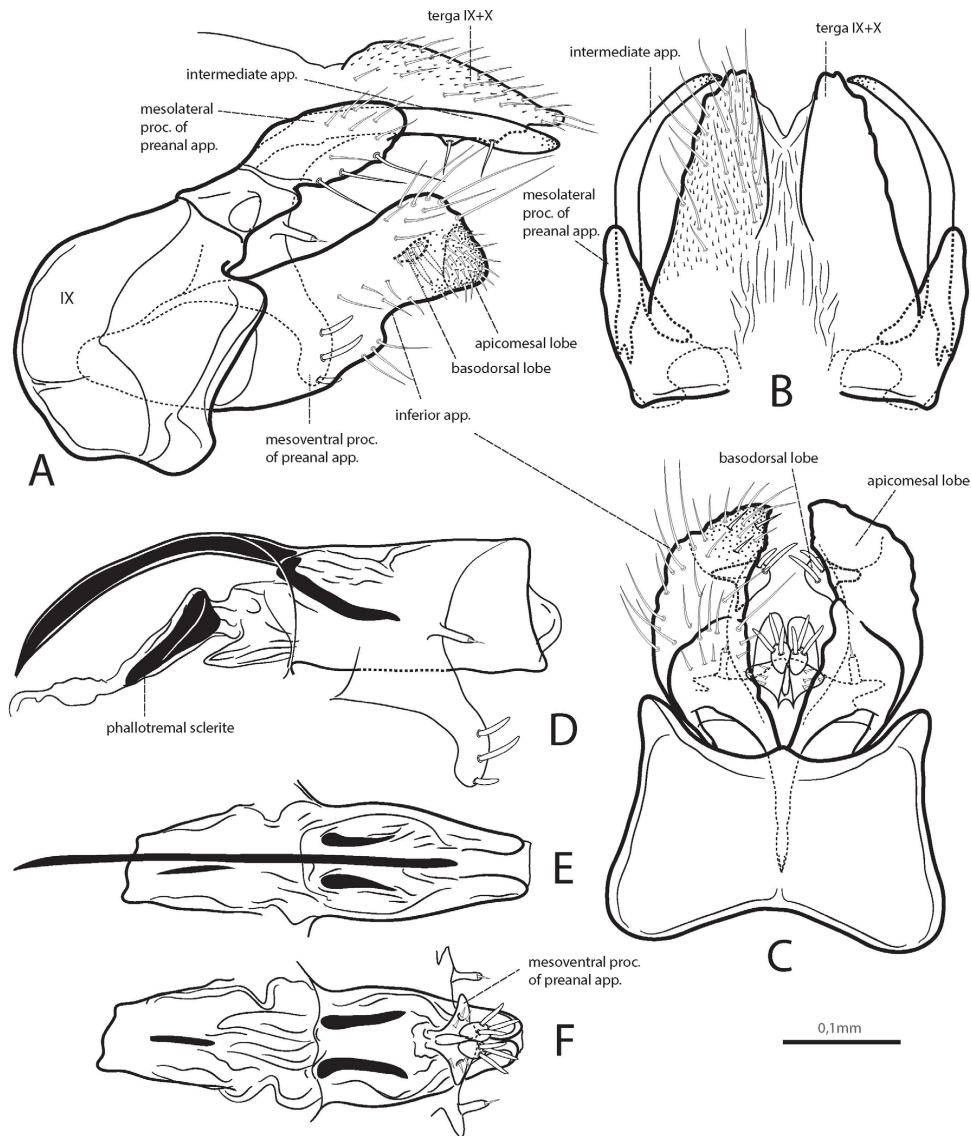 terga IX+X
intermediate app.
mesolateral
proc. of
preanal app.
IX
apicomesal lobe
basodorsal lobe
inferior app.
mesoventral proc.
of preanal app.
A
terga IX+X
intermediate app.
mesolateral
proc. of
preanal app.
B
basodorsal lobe
apicomesal lobe
C
phallotremal sclerite
D
E
mesoventral proc.
of preanal app.
F
0,1mm